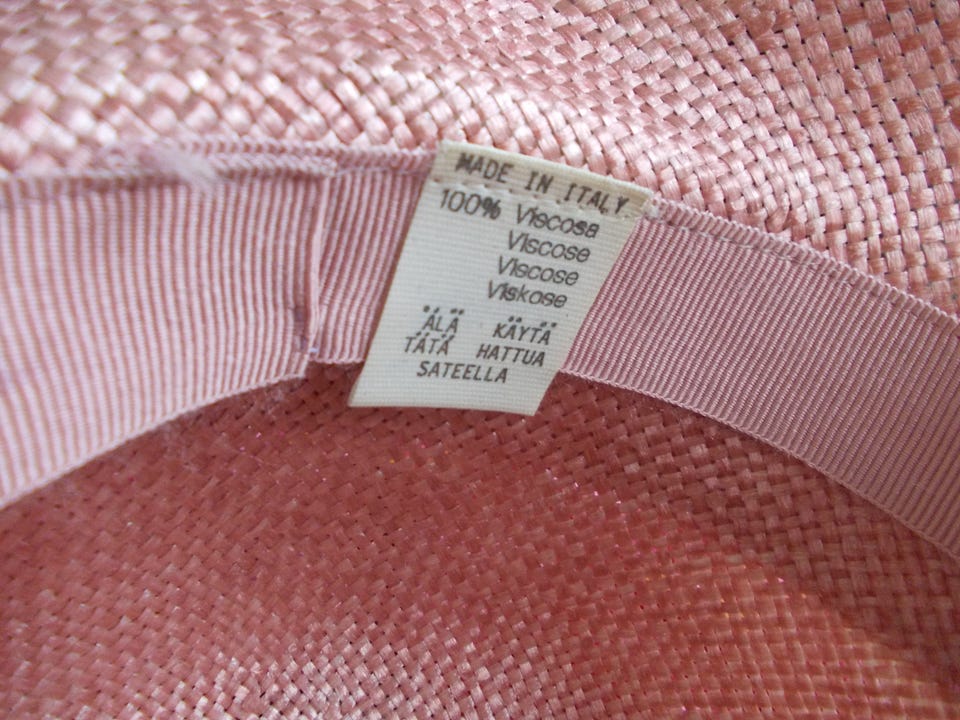 MADE IN ITALY
100% Viscosa
Viscose
Viscose
Viskose
ÄLÄ KÄYTÄ
TÄTÄ HATTUA
SATEELLA